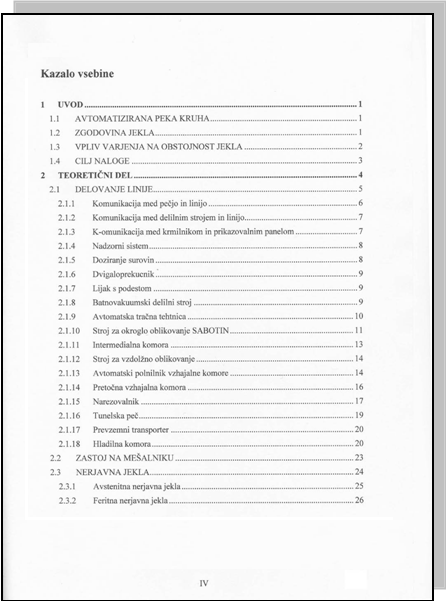 Kazalo vsebine
1 UVOD 1
1.1 AVTOMATIZIRANA PEKA KRUHA 1
1.2 ZGODOVINA JEKLA 1
1.3 VPLIV VARJENJA NA OBSTOJNOST JEKLA 2
1.4 CILJ NALOGE 3
2 TEORETIČNI DEL 4
2.1 DELOVANJE LINIJE 5
2.1.1 Komunikacija med pečjo in linijo 6
2.1.2 Komunikacija med delilnim strojem in linijo 7
2.1.3 K-omunikacija med krmilnikom in prikazovalnim panelom 7
2.1.4 Nadzorni sistem 8
2.1.5 Doziranje surovin 8
2.1.6 Dvigaloprekucnik 9
2.1.7 Lijak s podestom 9
2.1.8 Batnovakuumski delilni stroj 9
2.1.9 Avtomatska tračna tehtnica 10
2.1.10 Stroj za okroglo oblikovanje SABOTIN 11
2.1.11 Intermedialna komora 13
2.1.12 Stroj za vzdolžno oblikovanje 14
2.1.13 Avtomatski polnilnik vzhajalne komore 14
2.1.14 Pretočna vzhajalna komora 16
2.1.15 Narezovalnik 17
2.1.16 Tunelska peč 19
2.1.17 Prevzemni transporter 20
2.1.18 Hladilna komora 20
2.2 ZASTOJ NA MEŠALNIKU 23
2.3 NERJAVNA JEKLA 24
2.3.1 Avstenitna nerjavna jekla 25
2.3.2 Feritna nerjavna jekla 26
IV